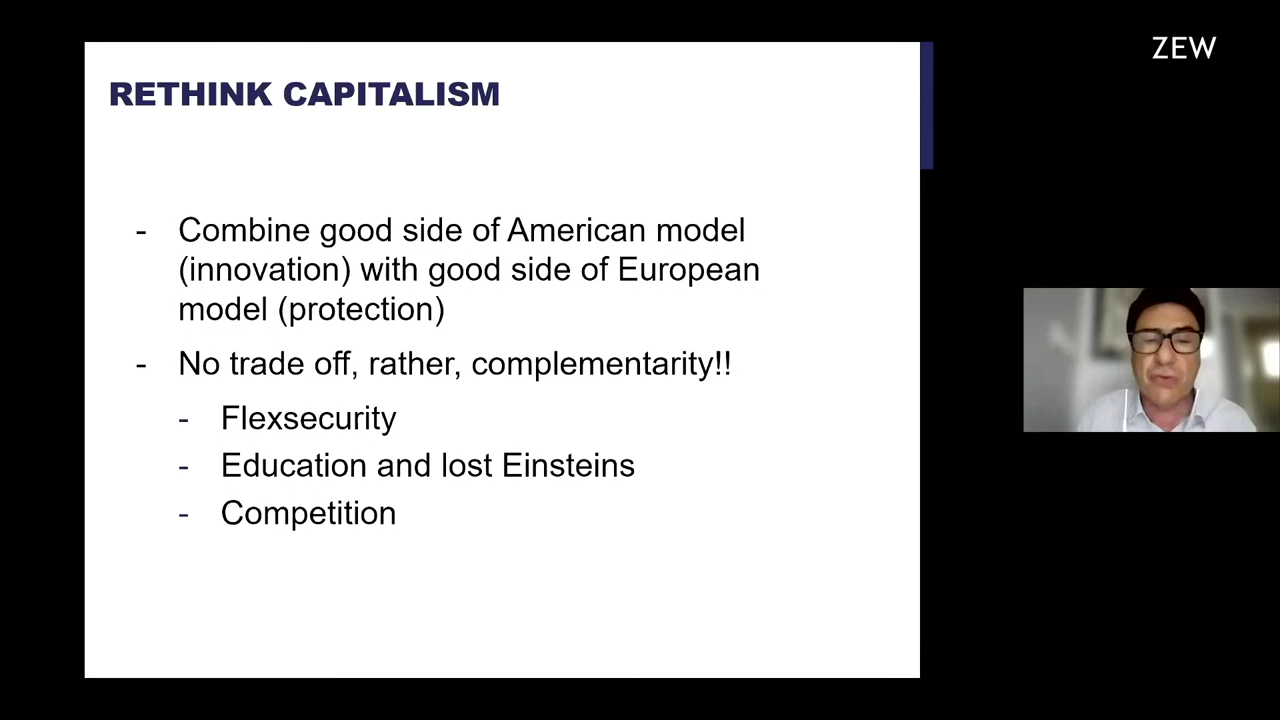 ZEW
RETHINK CAPITALISM
- Combine good side of American model
(innovation) with good side of European
model (protection)
- No trade off, rather, complementarity!!
- Flexsecurity
- Education and lost Einsteins
- Competition